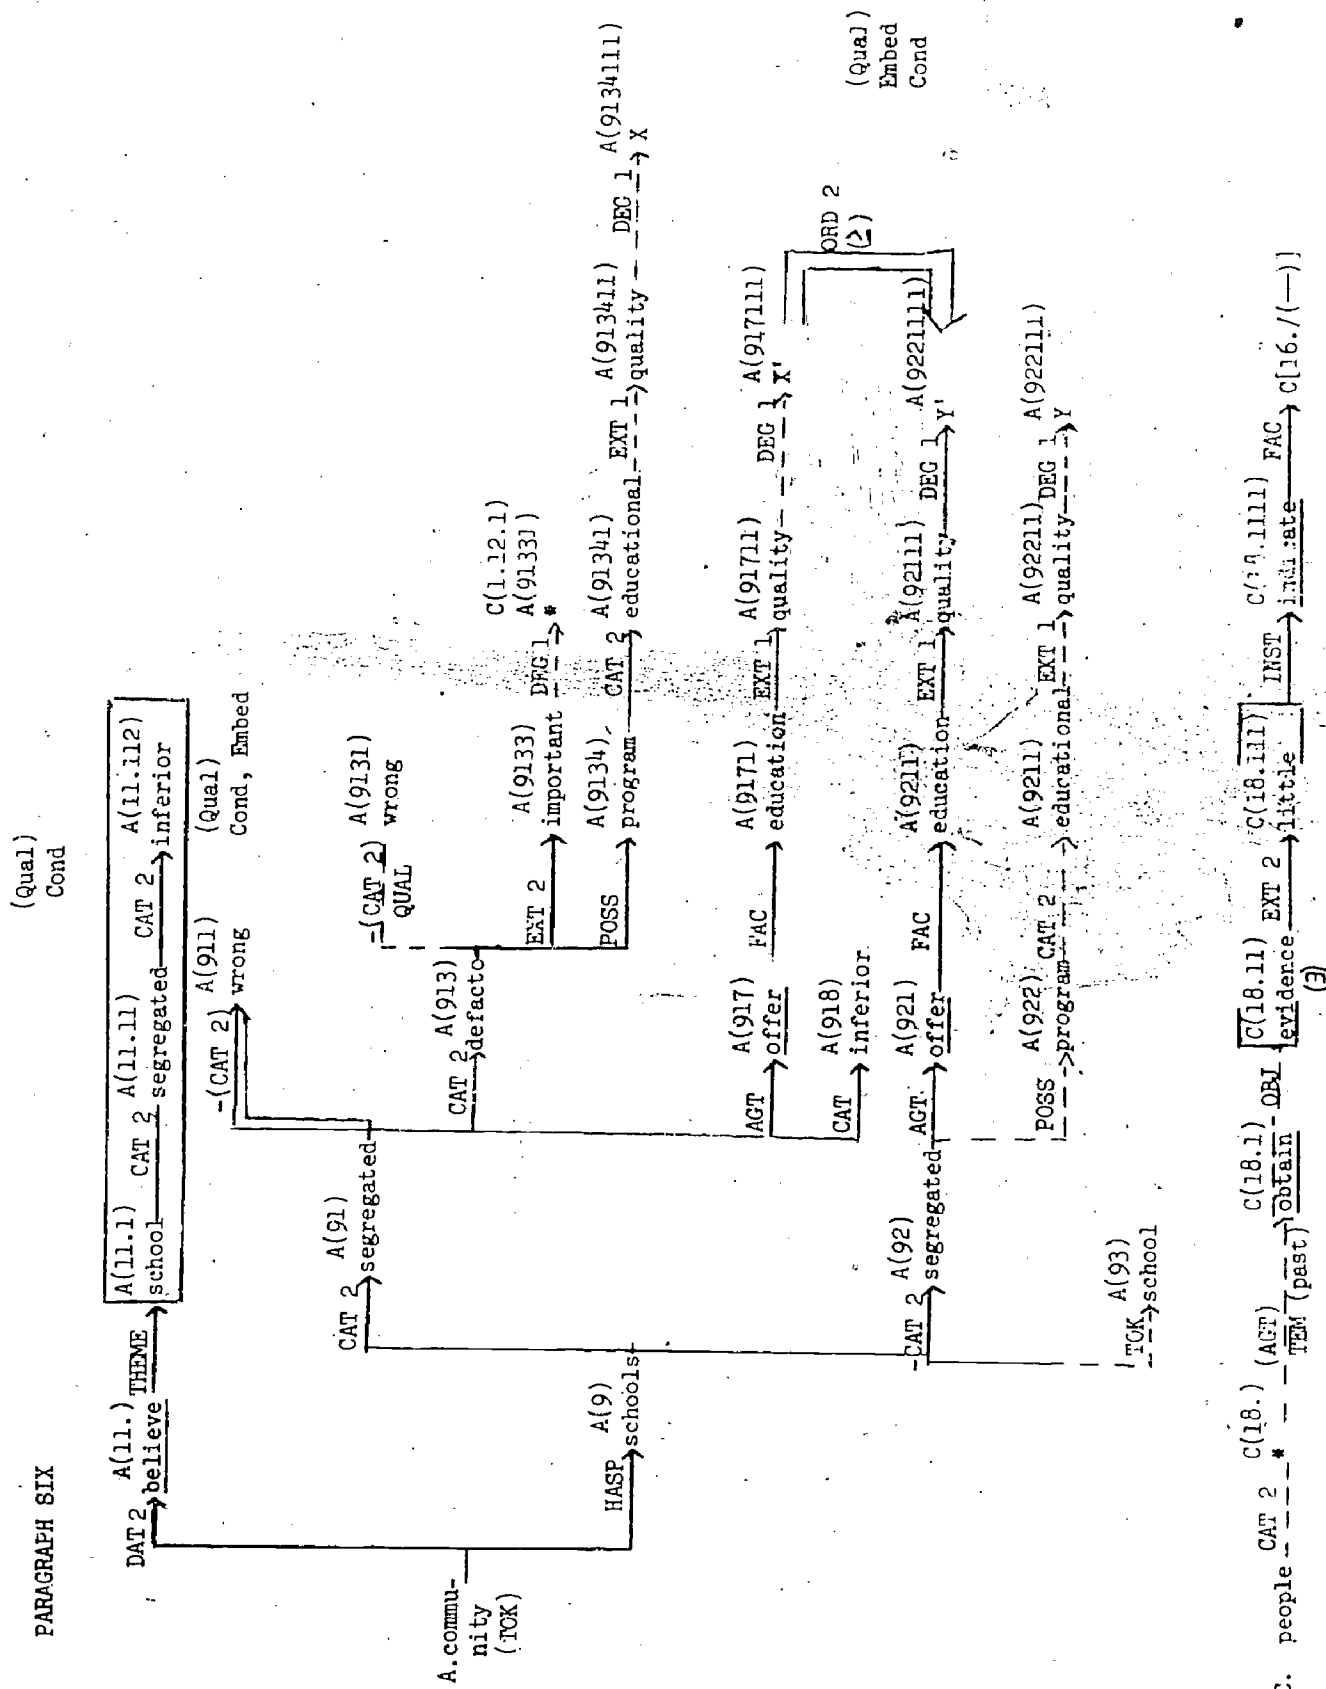 PARAGRAPH SIX
(Qual)
Cond
A(11.) A(11.1) A(11.11) A(11.112)
DAT 2 believe THEME school CAT 2 segregated CAT 2 inferior
-(CAT 2) A(911) (Qual)
wrong Cond, Embed
A(91)
CAT 2 segregated
-(CAT 2) A(9131)
QUAL wrong
A(913)
CAT 2 defacto
A(9133) C(1.12.1)
A(91331)
EXT 2 important DEG 1 *
A(9134) A(91341) A(913411) A(9134111)
POSS program CAT 2 educational EXT 1 quality DEG 1 X
A.commu-
nity
(TOK)
A(9)
HASP schools
A(917) A(9171) A(91711) A(917111)
AGT offer FAC education EXT 1 quality DEG 1 X'
ORD 2
(≥)
A(918)
CAT inferior
(Qual)
Embed
Cond
A(92) A(921) A(9211) A(92111) A(9221111)
-CAT 2 segregated AGT offer FAC education EXT 1 quality DEG 1 Y'
A(922) A(9211) A(92211) A(922111)
POSS program CAT 2 educational EXT 1 quality DEG 1 Y
A(93)
TOK school
C(18.) C(18.1) C(18.11) C(18.111)
C. people CAT 2 * (AGT) obtain OBJ evidence EXT 2 little INST indicate FAC C[16./(—)]
TEM (past) (3)